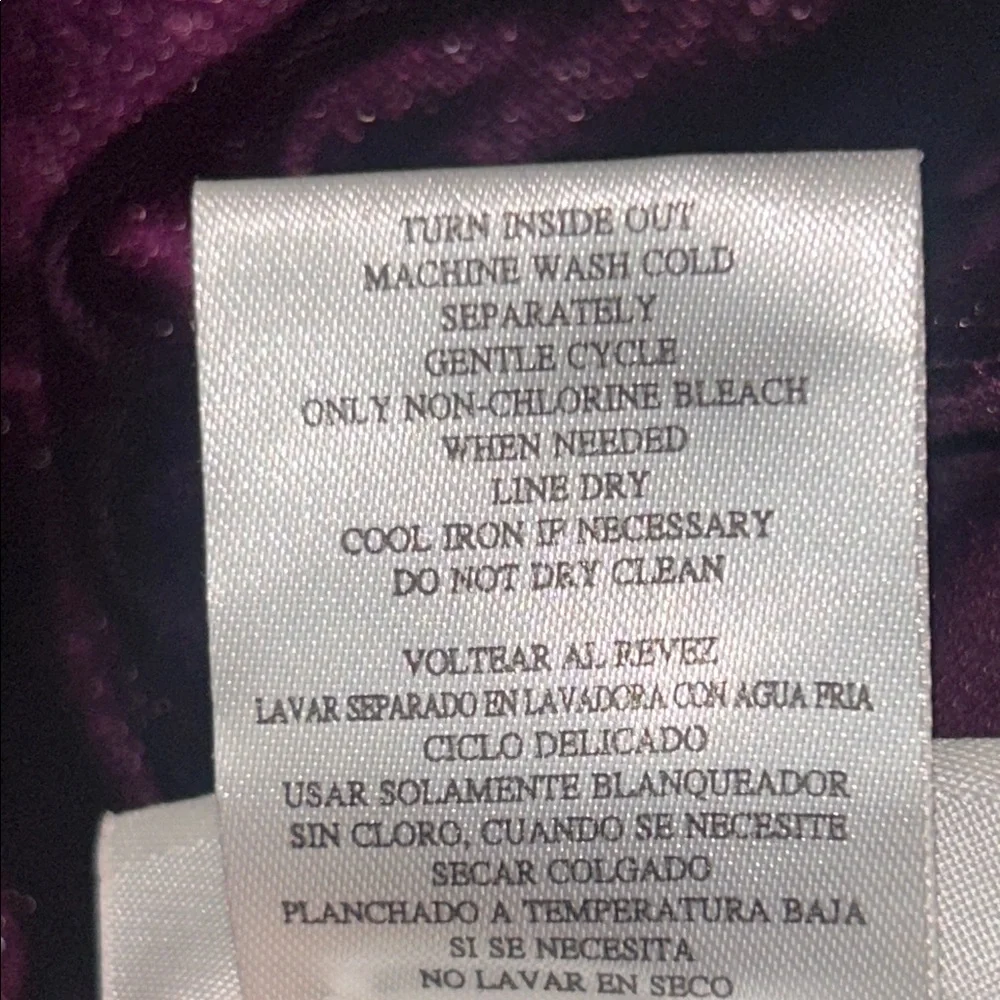 TURN INSIDE OUT
MACHINE WASH COLD
SEPARATELY
GENTLE CYCLE
ONLY NON-CHLORINE BLEACH
WHEN NEEDED
LINE DRY
COOL IRON IF NECESSARY
DO NOT DRY CLEAN
VOLTEAR AL REVEZ
LAVAR SEPARADO EN LAVADORA CON AGUA FRIA
CICLO DELICADO
USAR SOLAMENTE BLANQUEADOR
SIN CLORO, CUANDO SE NECESITE
SECAR COLGADO
PLANCHADO A TEMPERATURA BAJA
SI SE NECESITA
NO LAVAR EN SECO